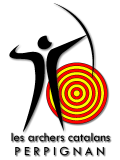 les archers catalans
PERPIGNAN